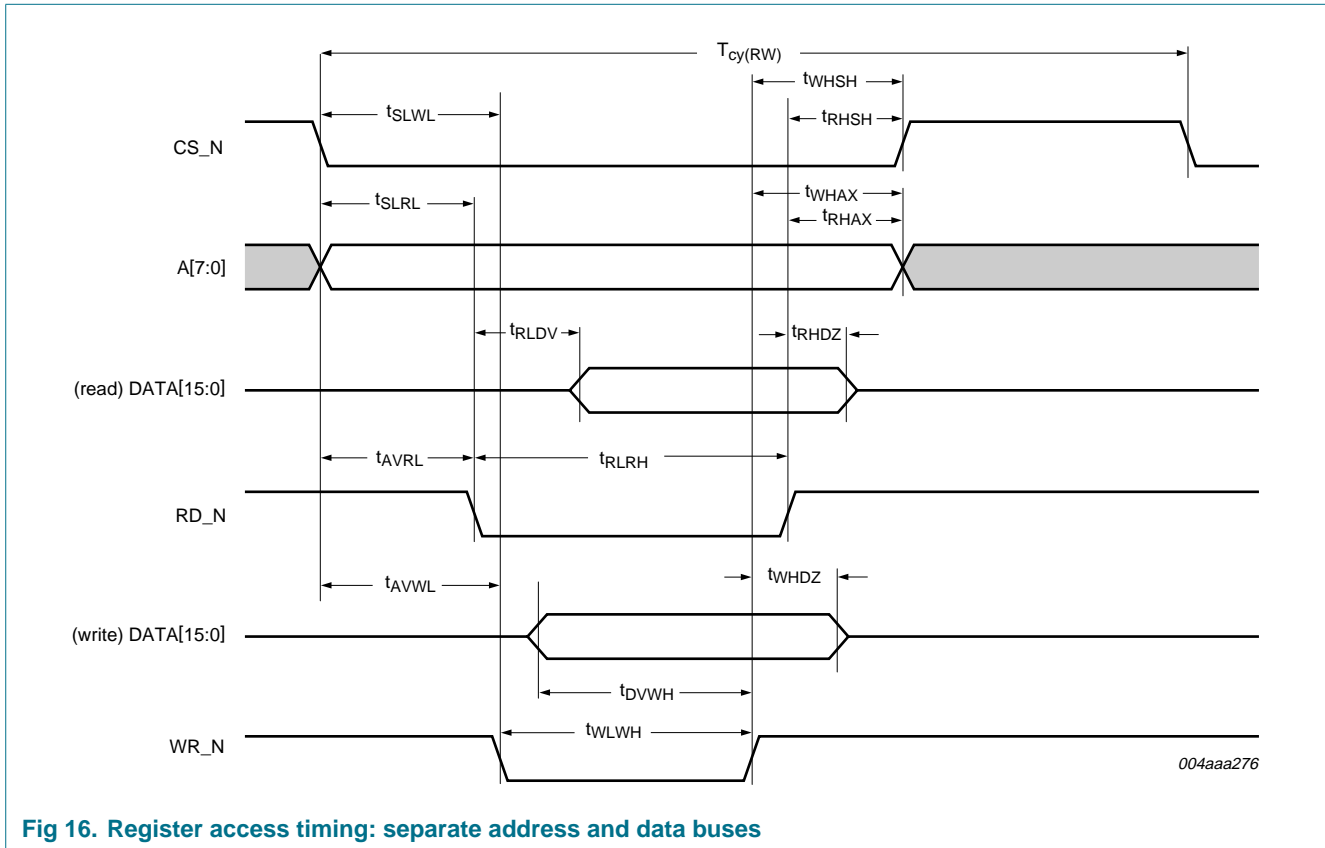 Tcy(RW)
tWHSH
tSLWL
tRHSH
CS_N
tWHAX
tSLRL
tRHAX
A[7:0]
tRLDV
tRHDZ
(read) DATA[15:0]
tAVRL
tRLRH
RD_N
tWHDZ
tAVWL
(write) DATA[15:0]
tDVWH
tWLWH
WR_N
004aaa276
Fig 16. Register access timing: separate address and data buses